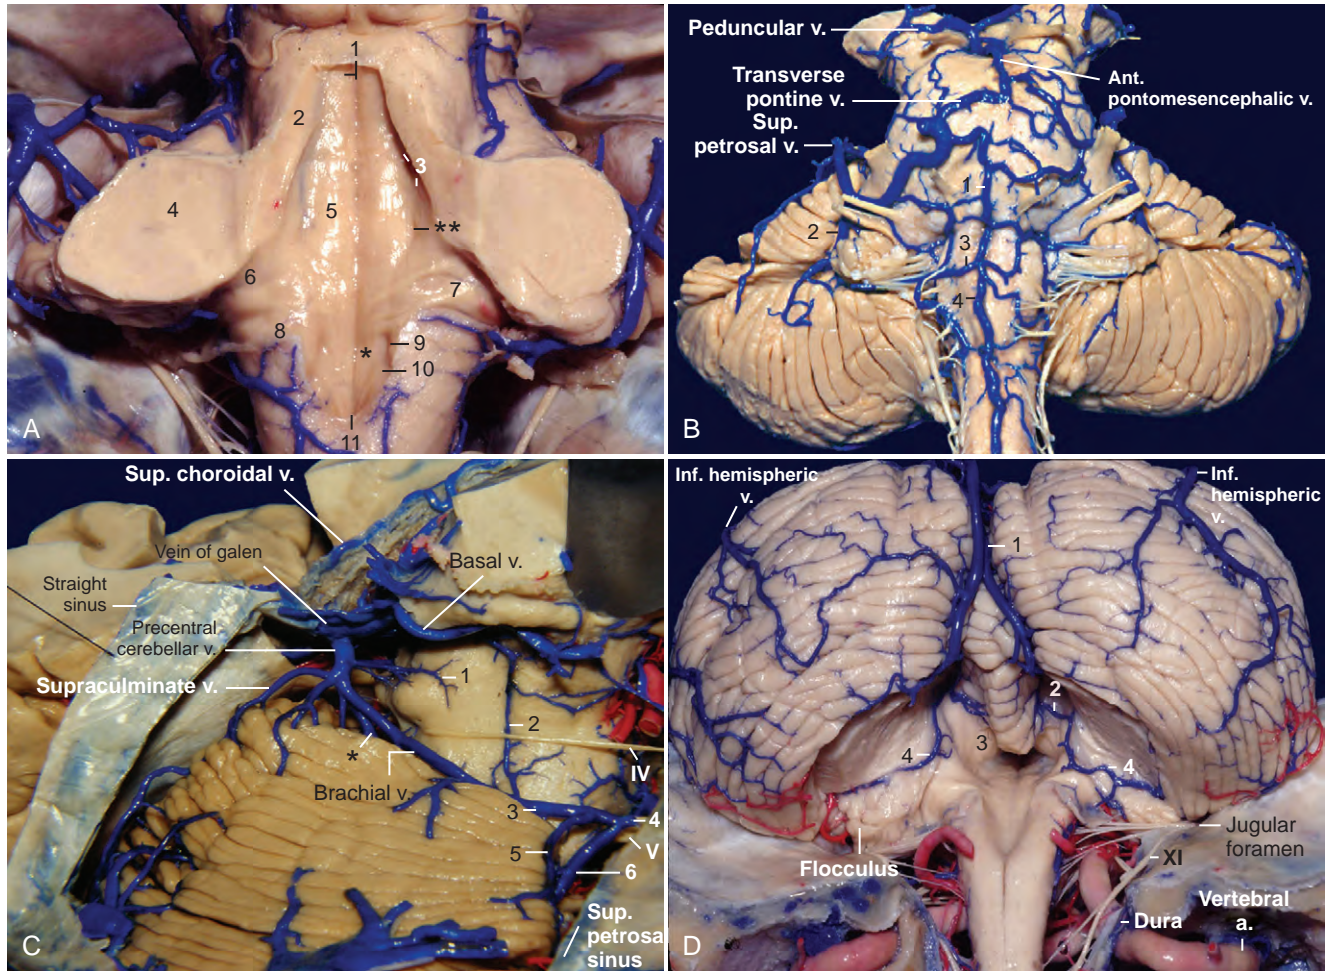 1
2
3
4
5
**
6
7
8
9
*
10
11
A
Peduncular v.
Transverse
pontine v.
Sup.
petrosal v.
Ant.
pontomesencephalic v.
1
2
3
4
B
Sup. choroidal v.
Vein of galen
Basal v.
Straight
sinus
Precentral
cerebellar v.
Supraculminate v.
1
2
*
IV
Brachial v.
3
4
V
5
6
Sup.
petrosa
sinus
C
Inf. hemispheric
v.
Inf.
hemispheric
v.
1
2
3
4
4
Jugular
foramen
XI
Flocculus
Vertebral
a.
Dura
D